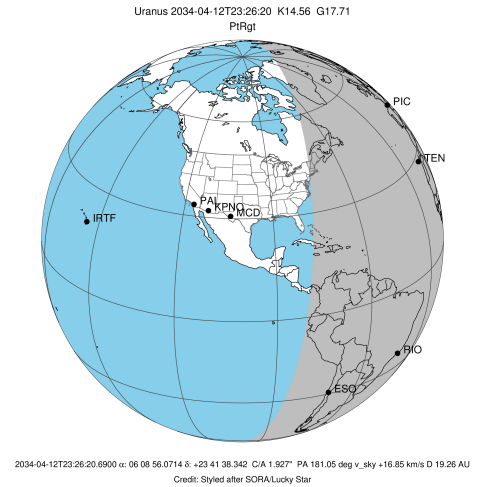 Uranus 2034-04-12T23:26:20 K14.56 G17.71
PtRgt
PIC
TEN
PAL
KPNO
MCD
IRTF
RIO
ESO
2034-04-12T23:26:20.6900 α: 06 08 56.0714 δ: +23 41 38.342 C/A 1.927" PA 181.05 deg v_sky +16.85 km/s D 19.26 AU
Credit: Styled after SORA/Lucky Star